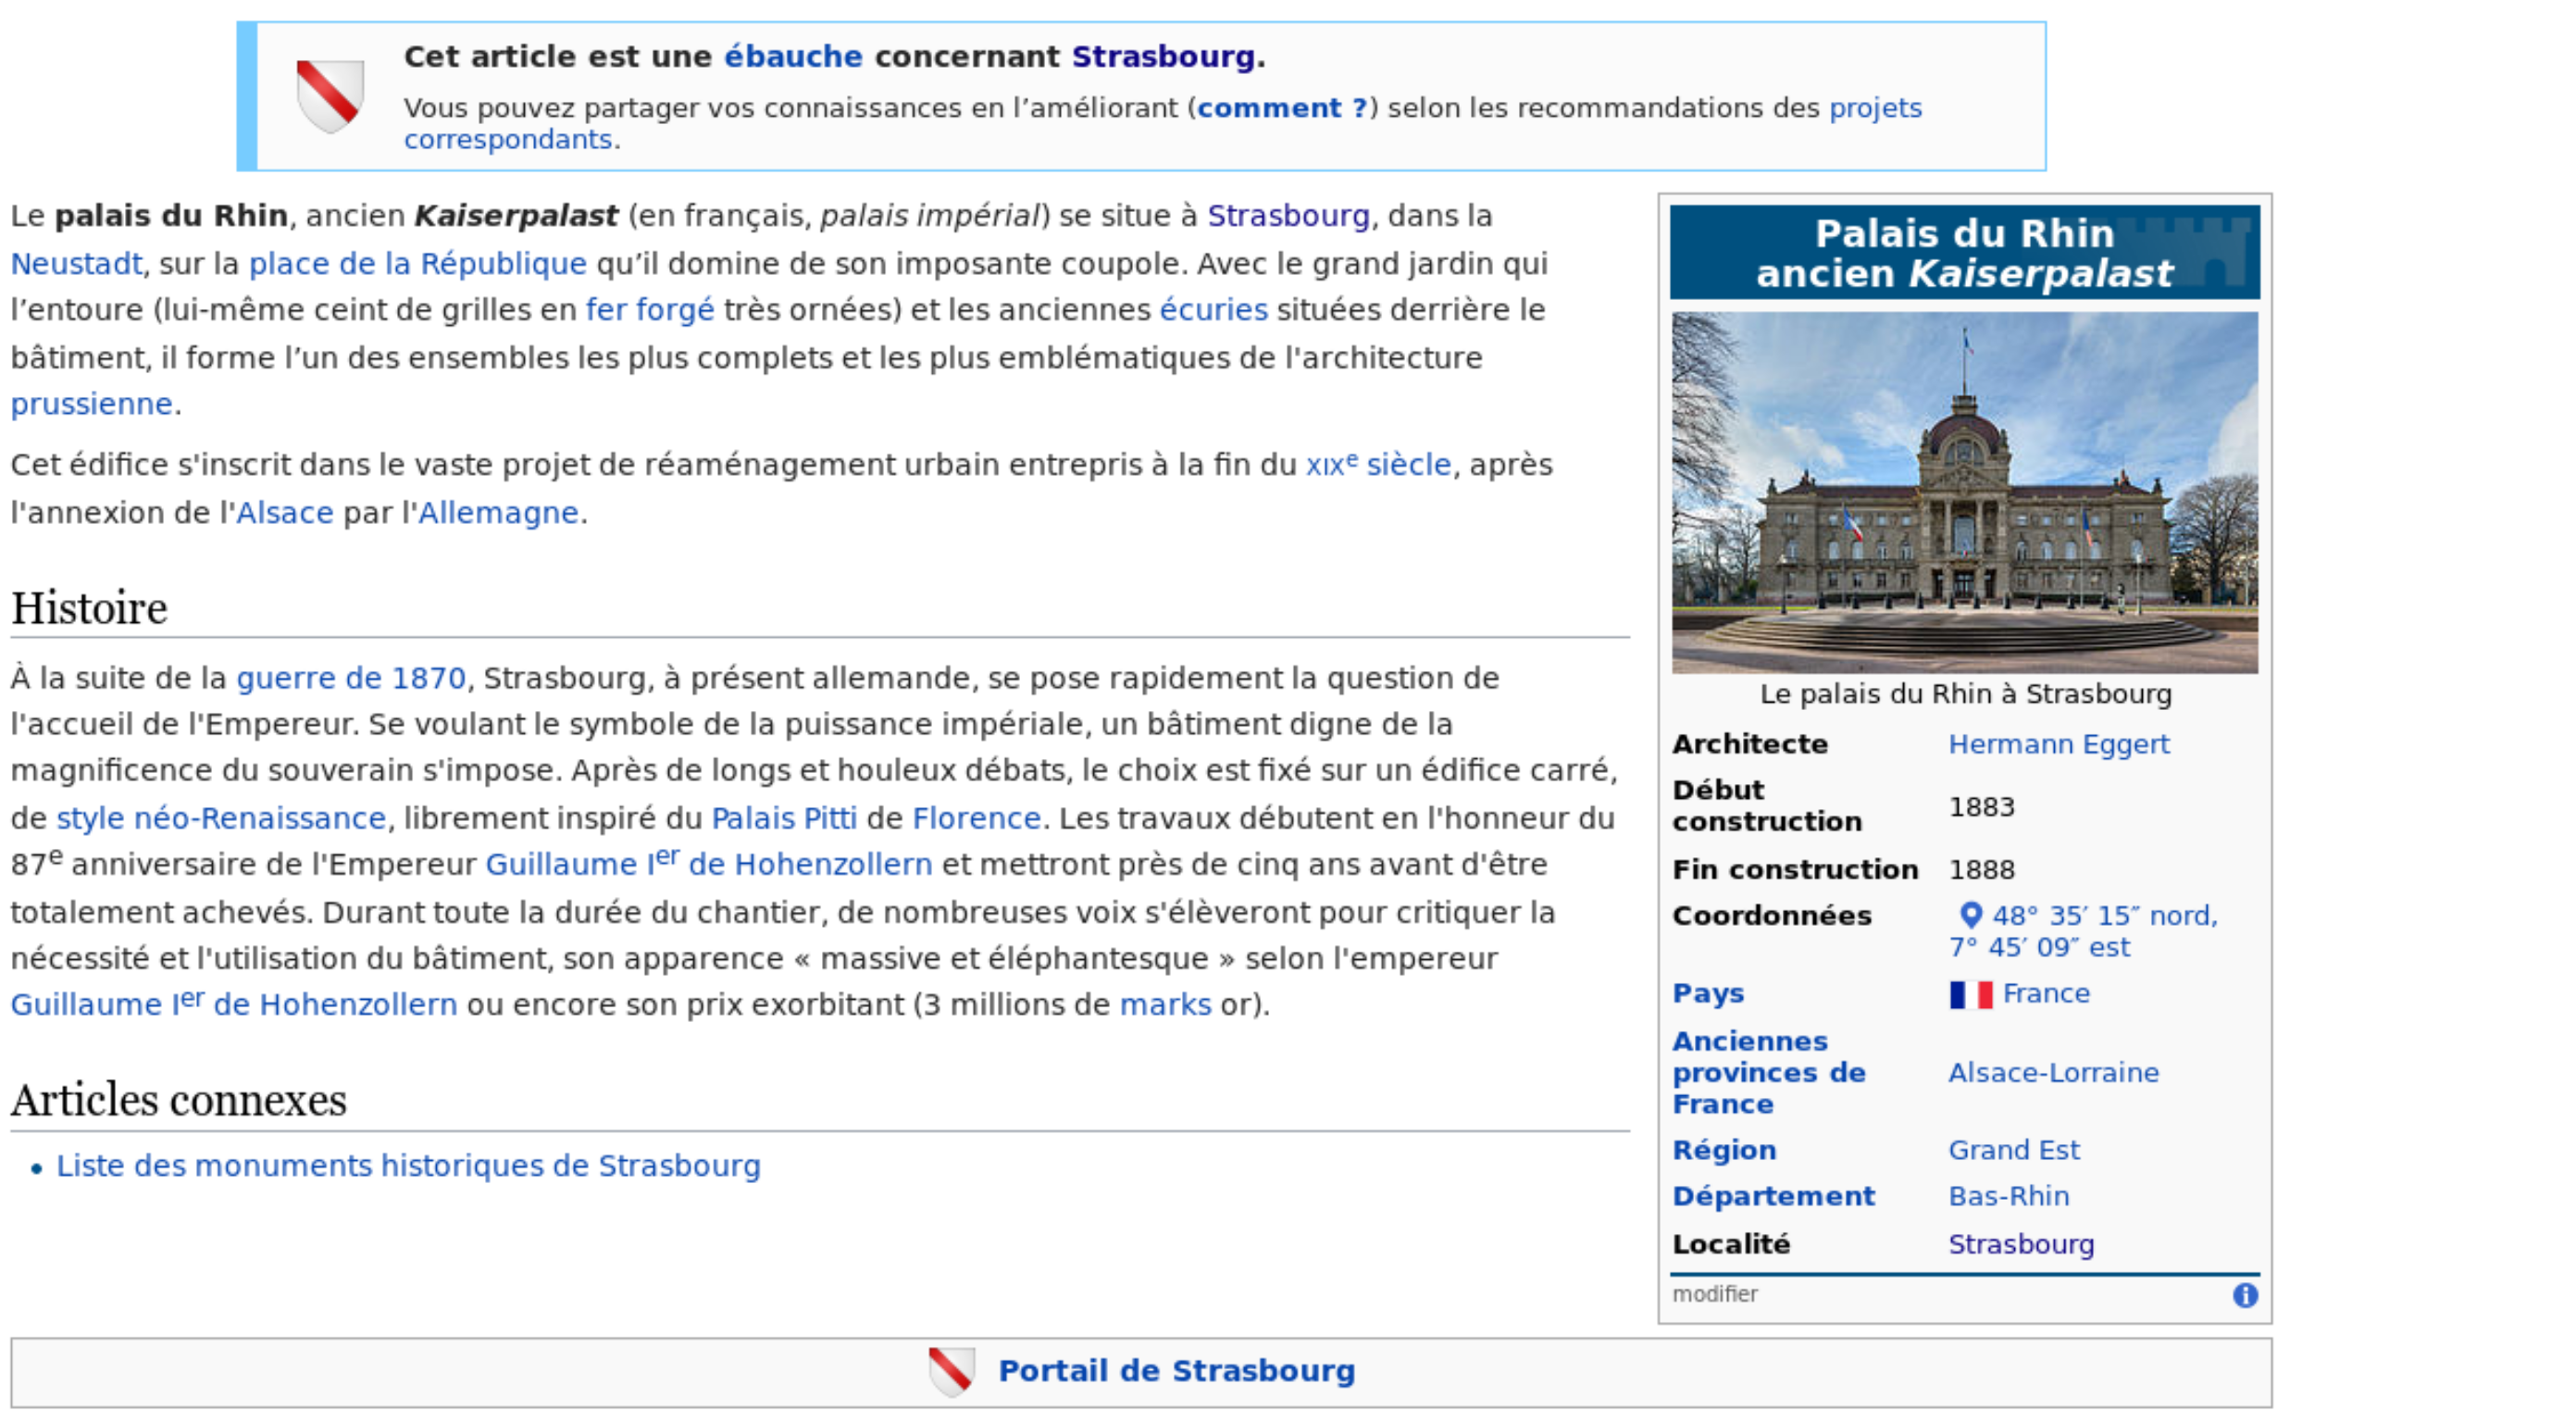 Cet article est une ébauche concernant Strasbourg.
Vous pouvez partager vos connaissances en l’améliorant (comment ?) selon les recommandations des projets
correspondants.
Le palais du Rhin, ancien Kaiserpalast (en français, palais impérial) se situe à Strasbourg, dans la
Neustadt, sur la place de la République qu’il domine de son imposante coupole. Avec le grand jardin qui
l’entoure (lui-même ceint de grilles en fer forgé très ornées) et les anciennes écuries situées derrière le
bâtiment, il forme l’un des ensembles les plus complets et les plus emblématiques de l'architecture
prussienne.
Cet édifice s'inscrit dans le vaste projet de réaménagement urbain entrepris à la fin du XIXe siècle, après
l'annexion de l'Alsace par l'Allemagne.
Histoire
À la suite de la guerre de 1870, Strasbourg, à présent allemande, se pose rapidement la question de
l'accueil de l'Empereur. Se voulant le symbole de la puissance impériale, un bâtiment digne de la
magnificence du souverain s'impose. Après de longs et houleux débats, le choix est fixé sur un édifice carré,
de style néo-Renaissance, librement inspiré du Palais Pitti de Florence. Les travaux débutent en l'honneur du
87e anniversaire de l'Empereur Guillaume Ier de Hohenzollern et mettront près de cinq ans avant d'être
totalement achevés. Durant toute la durée du chantier, de nombreuses voix s'élèveront pour critiquer la
nécessité et l'utilisation du bâtiment, son apparence « massive et éléphantesque » selon l'empereur
Guillaume Ier de Hohenzollern ou encore son prix exorbitant (3 millions de marks or).
Articles connexes
• Liste des monuments historiques de Strasbourg
Palais du Rhin
ancien Kaiserpalast
Le palais du Rhin à Strasbourg
Architecte Hermann Eggert
Début
construction 1883
Fin construction 1888
Coordonnées 48° 35′ 15″ nord,
7° 45′ 09″ est
Pays France
Anciennes
provinces de Alsace-Lorraine
France
Région Grand Est
Département Bas-Rhin
Localité Strasbourg
modifier
Portail de Strasbourg